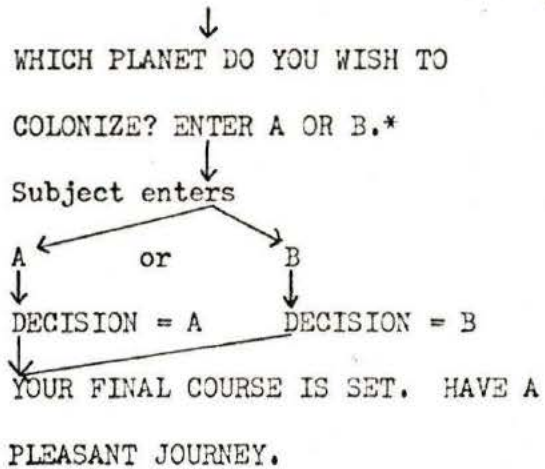 WHICH PLANET DO YOU WISH TO
COLONIZE? ENTER A OR B.*
Subject enters
A or B
DECISION = A DECISION = B
YOUR FINAL COURSE IS SET. HAVE A
PLEASANT JOURNEY.